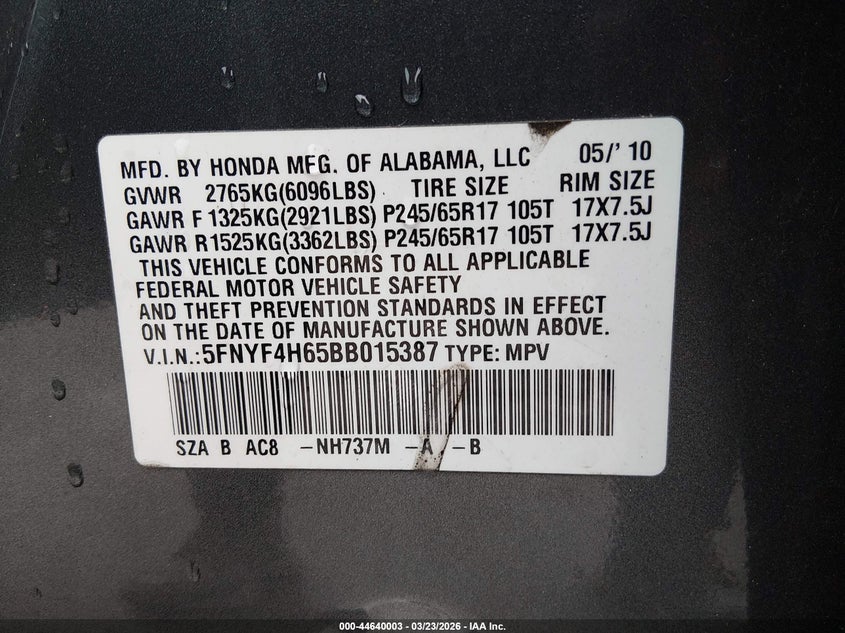 MFD. BY HONDA MFG. OF ALABAMA, LLC 05/' 10
GVWR 2765KG(6096LBS) TIRE SIZE RIM SIZE
GAWR F 1325KG(2921LBS) P245/65R17 105T 17X7.5J
GAWR R1525KG(3362LBS) P245/65R17 105T 17X7.5J
THIS VEHICLE CONFORMS TO ALL APPLICABLE
FEDERAL MOTOR VEHICLE SAFETY
AND THEFT PREVENTION STANDARDS IN EFFECT
ON THE DATE OF MANUFACTURE SHOWN ABOVE.
V.I.N.:5FNYF4H65BB015387 TYPE: MPV
SZA B AC8 -NH737M -A -B
000-44640003 — 03/23/2026 — IAA Inc.